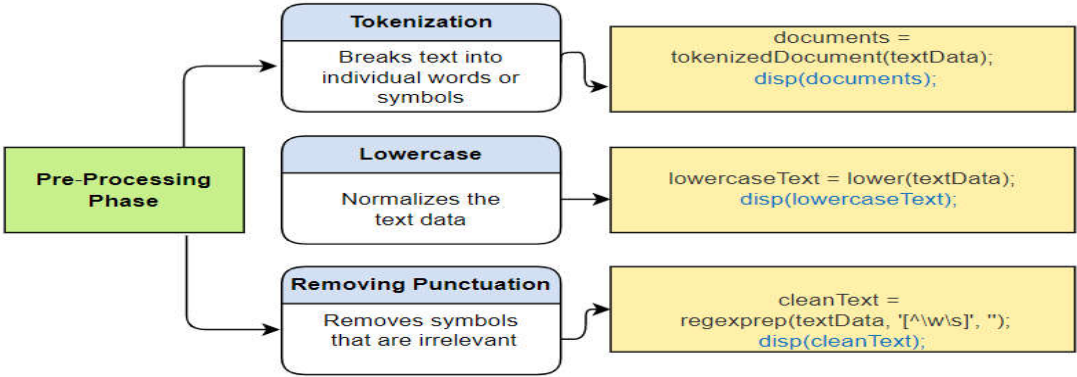 Pre-Processing
Phase
Tokenization
Breaks text into
individual words or
symbols
documents =
tokenizedDocument(textData);
disp(documents);
Lowercase
Normalizes the
text data
lowercaseText = lower(textData);
disp(lowercaseText);
Removing Punctuation
Removes symbols
that are irrelevant
cleanText =
regexprep(textData, '[^\w\s]', '');
disp(cleanText);